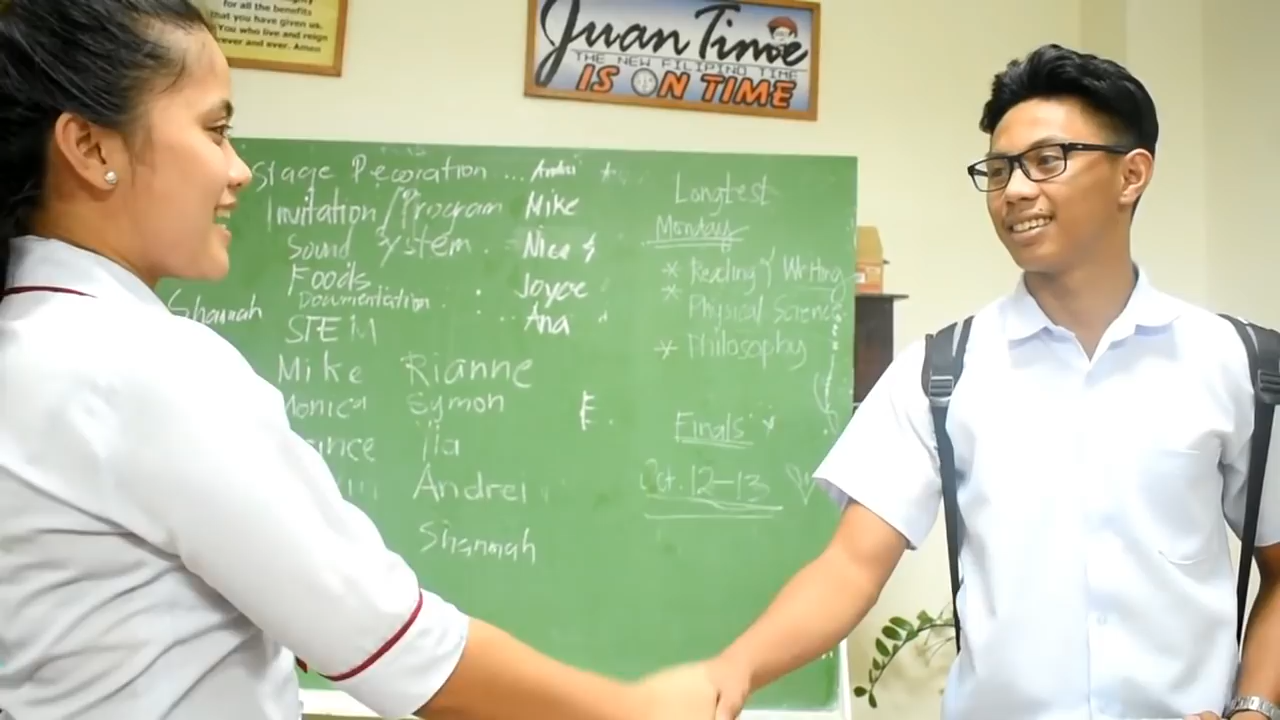 for all the benefits
that you have given us.
You who live and reign
ever and ever. Amen
Juan Time
THE NEW FILIPINO TIME
IS ON TIME
Stage Decoration ... Andrei
Invitation/Program Mike
Sound System . Nica
Foods Joyce
Documentation . : Ana
Shannah
STEM
Mike Rianne
Monica Symon
ince Jia
Andrei
Shannah
E.
Longtest
Monday
* Reading & Writing
* Physical Science
* Philosophy
Finals
Oct. 12-13